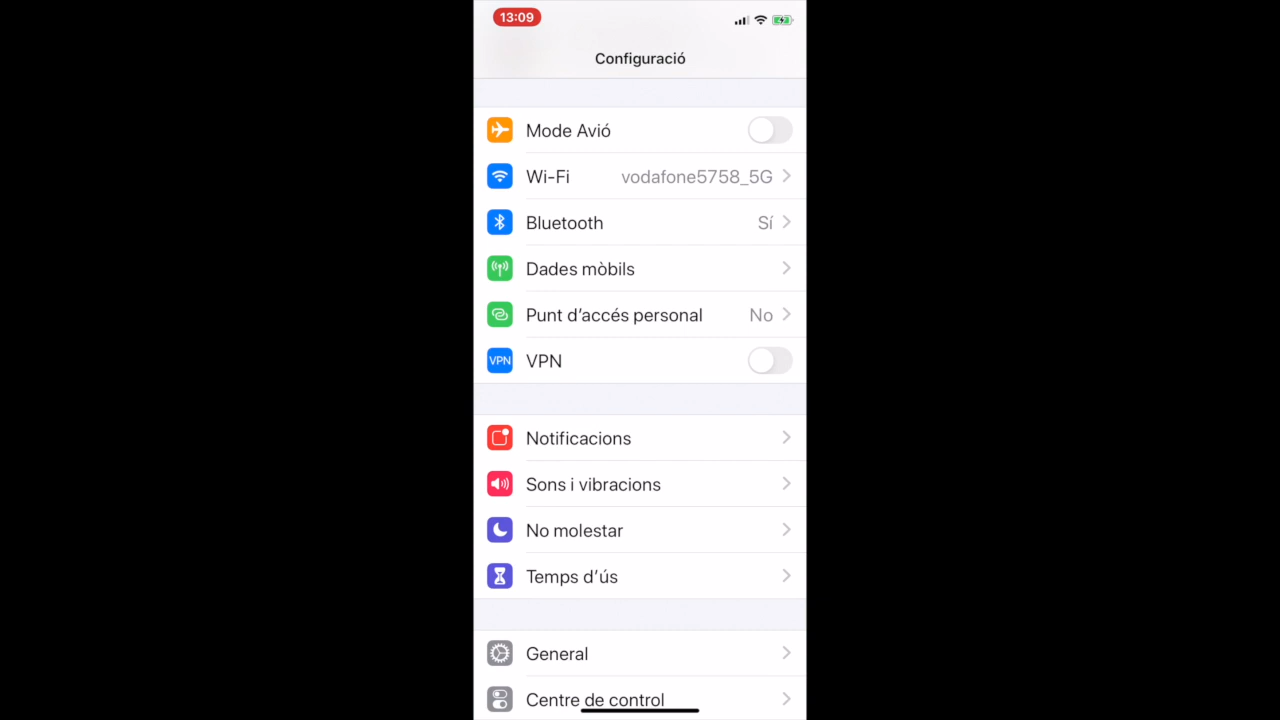 13:09
Configuració
Mode Avió
Wi-Fi vodafone5758_5G
Bluetooth Sí
Dades mòbils
Punt d’accés personal No
VPN VPN
Notificacions
Sons i vibracions
No molestar
Temps d’ús
General
Centre de control